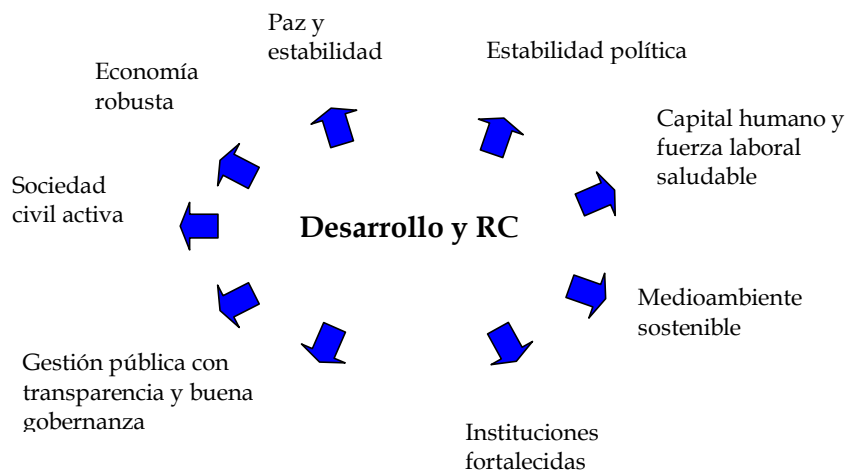 Paz y
estabilidad
Estabilidad política
Economía
robusta
Capital humano y
fuerza laboral
saludable
Sociedad
civil activa
Desarrollo y RC
Medioambiente
sostenible
Gestión pública con
transparencia y buena
gobernanza
Instituciones
fortalecidas